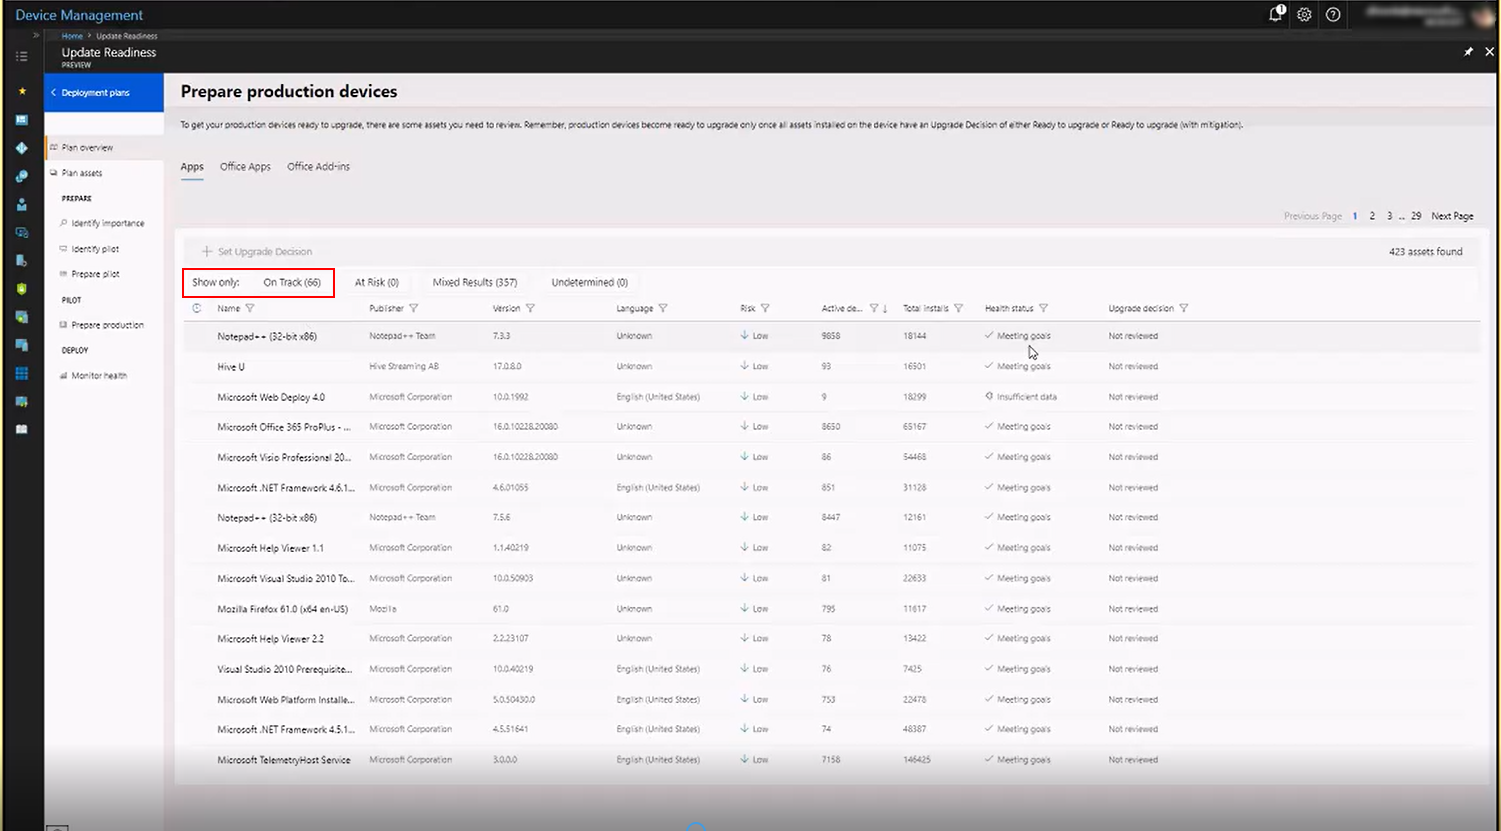 Device Management
1
Home > Update Readiness
Update Readiness
PREVIEW
Deployment plans
Plan overview
Plan assets
PREPARE
Identify importance
Identify pilot
Prepare pilot
PILOT
Prepare production
DEPLOY
Monitor health
Prepare production devices
To get your production devices ready to upgrade, there are some assets you need to review. Remember, production devices become ready to upgrade only once all assets installed on the device have an Upgrade Decision of either Ready to upgrade or Ready to upgrade (with mitigation).
Apps Office Apps Office Add-ins
Previous Page 1 2 3 ... 29 Next Page
+ Set Upgrade Decision 423 assets found
Show only: On Track (66) At Risk (0) Mixed Results (357) Undetermined (0)
Name Publisher Version Language Risk Active de... Total installs Health status Upgrade decision
Notepad++ (32-bit x86) Notepad++ Team 7.3.3 Unknown Low 9858 18144 Meeting goals Not reviewed
Hive U Hive Streaming AB 17.0.8.0 Unknown Low 93 16501 Meeting goals Not reviewed
Microsoft Web Deploy 4.0 Microsoft Corporation 10.0.1992 English (United States) Low 9 18299 Insufficient data Not reviewed
Microsoft Office 365 ProPlus - ... Microsoft Corporation 16.0.10228.20080 Unknown Low 8650 65167 Meeting goals Not reviewed
Microsoft Visio Professional 20... Microsoft Corporation 16.0.10228.20080 Unknown Low 86 54468 Meeting goals Not reviewed
Microsoft .NET Framework 4.6.1... Microsoft Corporation 4.6.01055 English (United States) Low 851 31128 Meeting goals Not reviewed
Notepad++ (32-bit x86) Notepad++ Team 7.5.6 Unknown Low 8447 12161 Meeting goals Not reviewed
Microsoft Help Viewer 1.1 Microsoft Corporation 1.1.40219 Unknown Low 82 11075 Meeting goals Not reviewed
Microsoft Visual Studio 2010 To... Microsoft Corporation 10.0.50903 Unknown Low 81 22633 Meeting goals Not reviewed
Mozilla Firefox 61.0 (x64 en-US) Mozilla 61.0 Unknown Low 795 11617 Meeting goals Not reviewed
Microsoft Help Viewer 2.2 Microsoft Corporation 2.2.23107 Unknown Low 78 13422 Meeting goals Not reviewed
Visual Studio 2010 Prerequisite... Microsoft Corporation 10.0.40219 English (United States) Low 76 7425 Meeting goals Not reviewed
Microsoft Web Platform Installe... Microsoft Corporation 5.0.50430.0 English (United States) Low 753 22478 Meeting goals Not reviewed
Microsoft .NET Framework 4.5.1... Microsoft Corporation 4.5.51641 English (United States) Low 74 48387 Meeting goals Not reviewed
Microsoft TelemetryHost Service Microsoft Corporation 3.0.0.0 English (United States) Low 7158 146425 Meeting goals Not reviewed